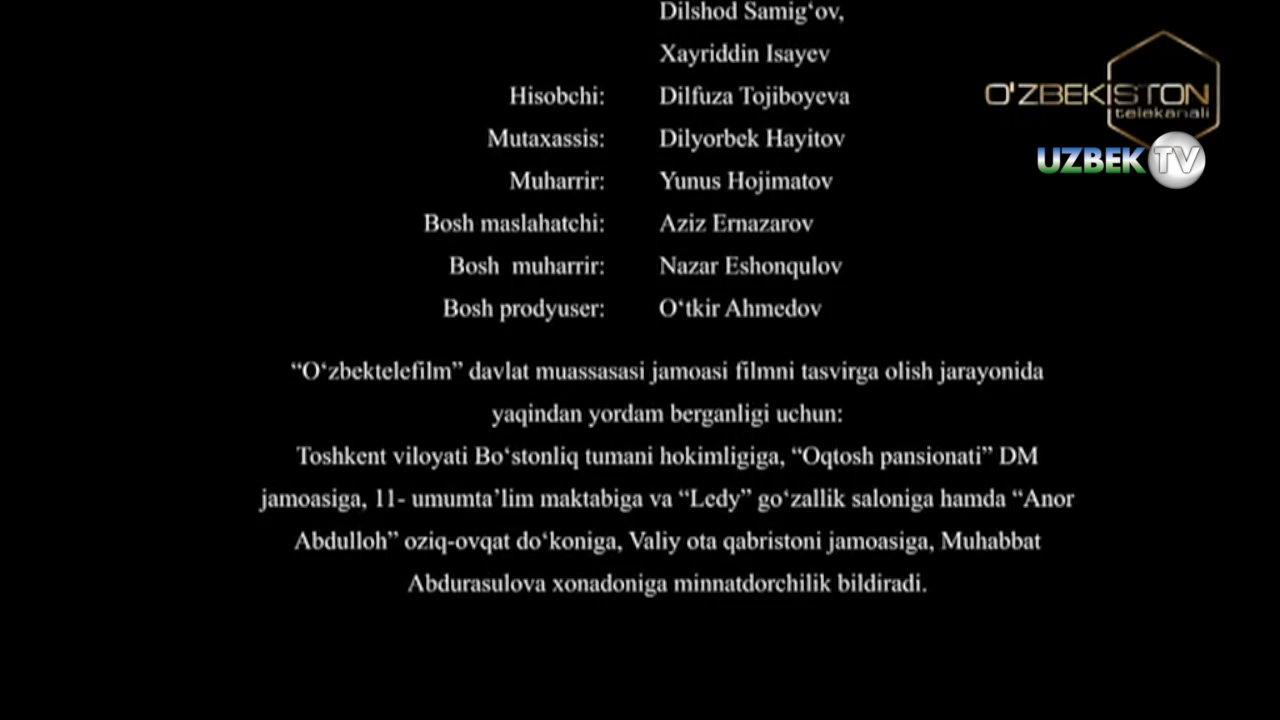 Dilshod Samig‘ov,
Xayriddin Isayev
Hisobchi: Dilfuza Tojiboyeva
Mutaxassis: Dilyorbek Hayitov
Muharrir: Yunus Hojimatov
Bosh maslahatchi: Aziz Ernazarov
Bosh muharrir: Nazar Eshonqulov
Bosh prodyuser: O‘tkir Ahmedov
“O‘zbektelefilm” davlat muassasasi jamoasi filmni tasvirga olish jarayonida
yaqindan yordam berganligi uchun:
Toshkent viloyati Bo‘stonliq tumani hokimligiga, “Oqtosh pansionati” DM
jamoasiga, 11- umumta’lim maktabiga va “Ledy” go‘zallik saloniga hamda “Anor
Abdulloh” oziq-ovqat do‘koniga, Valiy ota qabristoni jamoasiga, Muhabbat
Abdurasulova xonadoniga minnatdorchilik bildiradi.
O'ZBEKISTON
telekanali
UZBEK TV